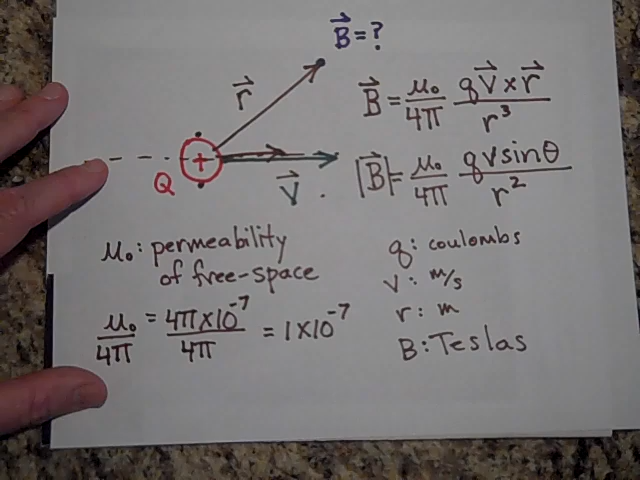 B⃗ = ?
r⃗
+
Q
V⃗
B⃗ = μ₀/4π qV⃗×r⃗/r³
|B⃗| = μ₀/4π qvsinθ/r²
μ₀: permeability
of free-space
μ₀/4π = 4π×10⁻⁷/4π = 1×10⁻⁷
q: coulombs
v: m/s
r: m
B: Teslas